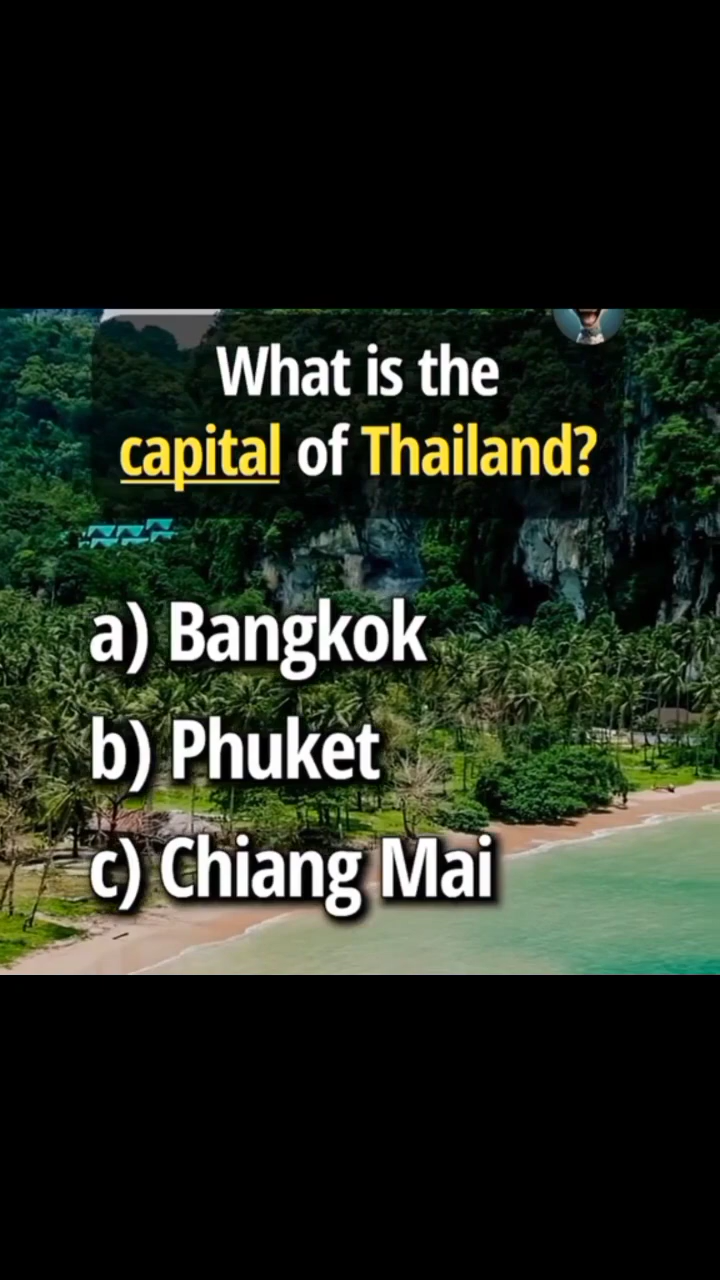 What is the
capital of Thailand?
a) Bangkok
b) Phuket
c) Chiang Mai